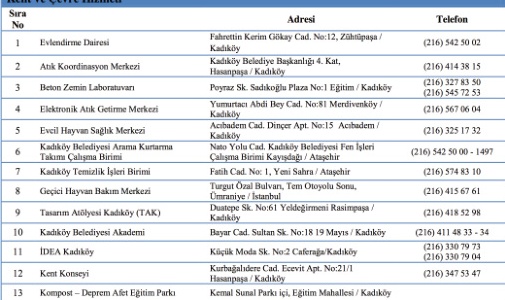 Kent ve Çevre Hizmeti
Sıra No Adresi Telefon
1 Evlendirme Dairesi Fahrettin Kerim Gökay Cad. No:12, Zühtüpaşa / Kadıköy (216) 542 50 02
2 Atık Koordinasyon Merkezi Kadıköy Belediye Başkanlığı 4. Kat, Hasanpaşa / Kadıköy (216) 414 38 15
3 Beton Zemin Laboratuvarı Poyraz Sk. Sadıkoğlu Plaza No:1 Eğitim / Kadıköy (216) 327 83 50 (216) 545 72 53
4 Elektronik Atık Getirme Merkezi Yumurtacı Abdi Bey Cad. No:81 Merdivenköy / Kadıköy (216) 567 06 04
5 Evcil Hayvan Sağlık Merkezi Acıbadem Cad. Dinçer Apt. No:15 Acıbadem / Kadıköy (216) 325 17 32
6 Kadıköy Belediyesi Arama Kurtarma Takımı Çalışma Birimi Nato Yolu Cad. Kadıköy Belediyesi Fen İşleri Çalışma Birimi Kayışdağı / Ataşehir (216) 542 50 00 - 1497
7 Kadıköy Temizlik İşleri Birimi Fatih Cad. No: 1, Yeni Sahra / Ataşehir (216) 574 83 10
8 Geçici Hayvan Bakım Merkezi Turgut Özal Bulvarı, Tem Otoyolu Sonu, Ümraniye / İstanbul (216) 415 67 61
9 Tasarım Atölyesi Kadıköy (TAK) Duatepe Sk. No:61 Yeldeğirmeni Rasimpaşa / Kadıköy (216) 418 52 98
10 Kadıköy Belediyesi Akademi Bayar Cad. Sultan Sk. No:18 19 Mayıs / Kadıköy (216) 411 48 33 - 34
11 İDEA Kadıköy Küçük Moda Sk. No:2 Caferağa/Kadıköy (216) 330 79 73 (216) 330 79 04
12 Kent Konseyi Kurbağalıdere Cad. Ecevit Apt. No:21/1 Hasanpaşa / Kadıköy (216) 347 53 47
13 Kompost – Deprem Afet Eğitim Parkı Kemal Sunal Parkı içi, Eğitim Mahallesi / Kadıköy